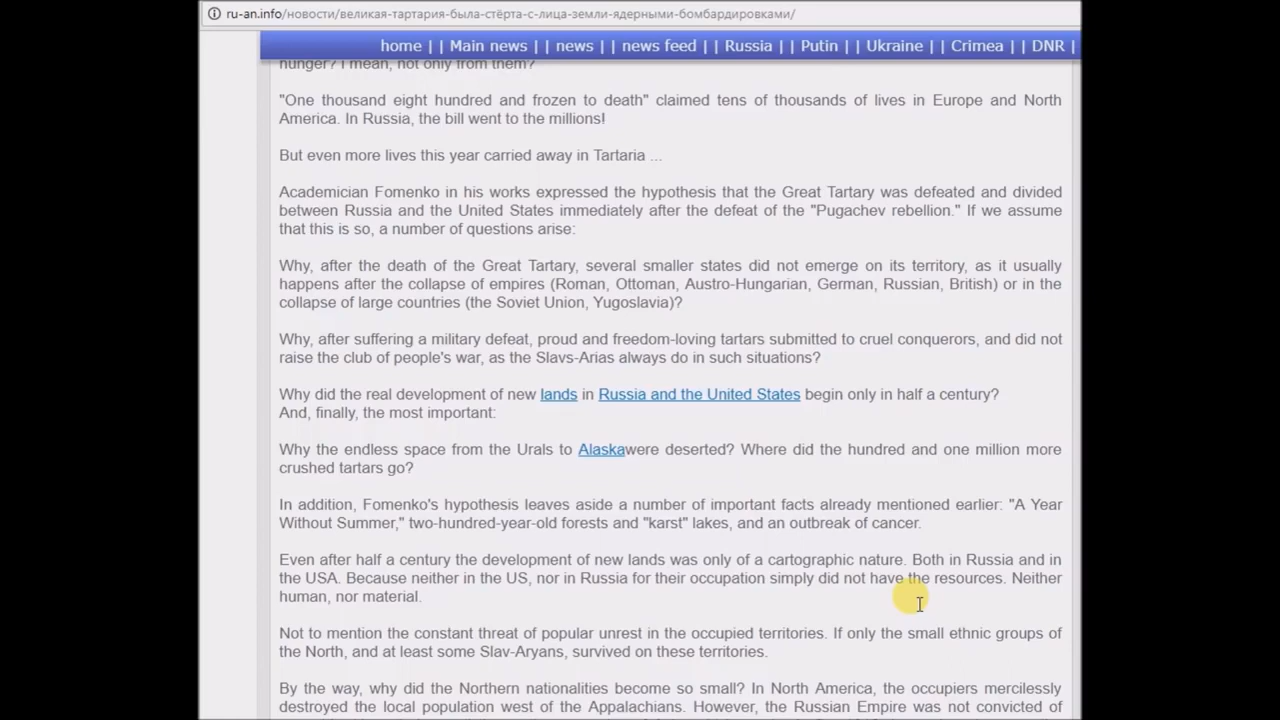 ru-an.info/новости/великая-тартария-была-стёрта-с-лица-земли-ядерными-бомбардировками/
home | | Main news | | news | | news feed | | Russia | | Putin | | Ukraine | | Crimea | | DNR |
hunger? I mean, not only from them?
"One thousand eight hundred and frozen to death" claimed tens of thousands of lives in Europe and North
America. In Russia, the bill went to the millions!
But even more lives this year carried away in Tartaria ...
Academician Fomenko in his works expressed the hypothesis that the Great Tartary was defeated and divided
between Russia and the United States immediately after the defeat of the "Pugachev rebellion." If we assume
that this is so, a number of questions arise:
Why, after the death of the Great Tartary, several smaller states did not emerge on its territory, as it usually
happens after the collapse of empires (Roman, Ottoman, Austro-Hungarian, German, Russian, British) or in the
collapse of large countries (the Soviet Union, Yugoslavia)?
Why, after suffering a military defeat, proud and freedom-loving tartars submitted to cruel conquerors, and did not
raise the club of people's war, as the Slavs-Arias always do in such situations?
Why did the real development of new lands in Russia and the United States begin only in half a century?
And, finally, the most important:
Why the endless space from the Urals to Alaskawere deserted? Where did the hundred and one million more
crushed tartars go?
In addition, Fomenko's hypothesis leaves aside a number of important facts already mentioned earlier: "A Year
Without Summer," two-hundred-year-old forests and "karst" lakes, and an outbreak of cancer.
Even after half a century the development of new lands was only of a cartographic nature. Both in Russia and in
the USA. Because neither in the US, nor in Russia for their occupation simply did not have the resources. Neither
human, nor material.
Not to mention the constant threat of popular unrest in the occupied territories. If only the small ethnic groups of
the North, and at least some Slav-Aryans, survived on these territories.
By the way, why did the Northern nationalities become so small? In North America, the occupiers mercilessly
destroyed the local population west of the Appalachians. However, the Russian Empire was not convicted of